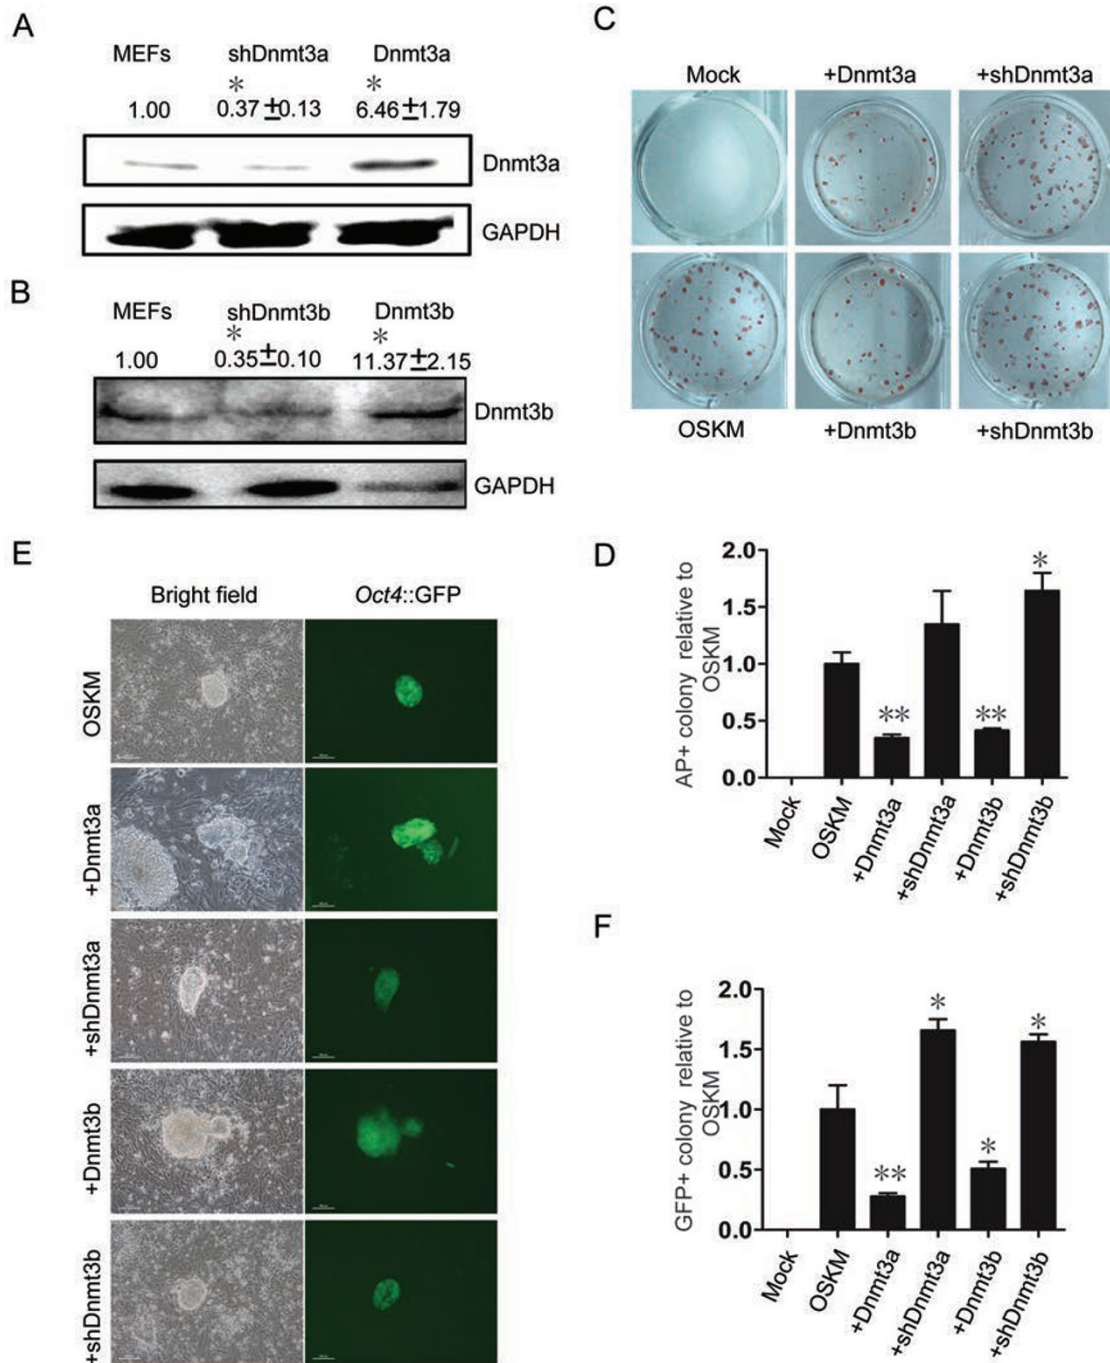 A
MEFs shDnmt3a Dnmt3a
* *
1.00 0.37±0.13 6.46±1.79
Dnmt3a
GAPDH
B
MEFs shDnmt3b Dnmt3b
* *
1.00 0.35±0.10 11.37±2.15
Dnmt3b
GAPDH
C
Mock +Dnmt3a +shDnmt3a
OSKM +Dnmt3b +shDnmt3b
E
Bright field Oct4::GFP
OSKM
+Dnmt3a
+shDnmt3a
+Dnmt3b
+shDnmt3b
D
AP+ colony relative to
OSKM
2.0
1.5
1.0
0.5
0.0
** ** *
Mock OSKM +Dnmt3a +shDnmt3a +Dnmt3b +shDnmt3b
F
GFP+ colony relative to
OSKM
2.0
1.5
1.0
0.5
0.0
** * * *
Mock OSKM +Dnmt3a +shDnmt3a +Dnmt3b +shDnmt3b